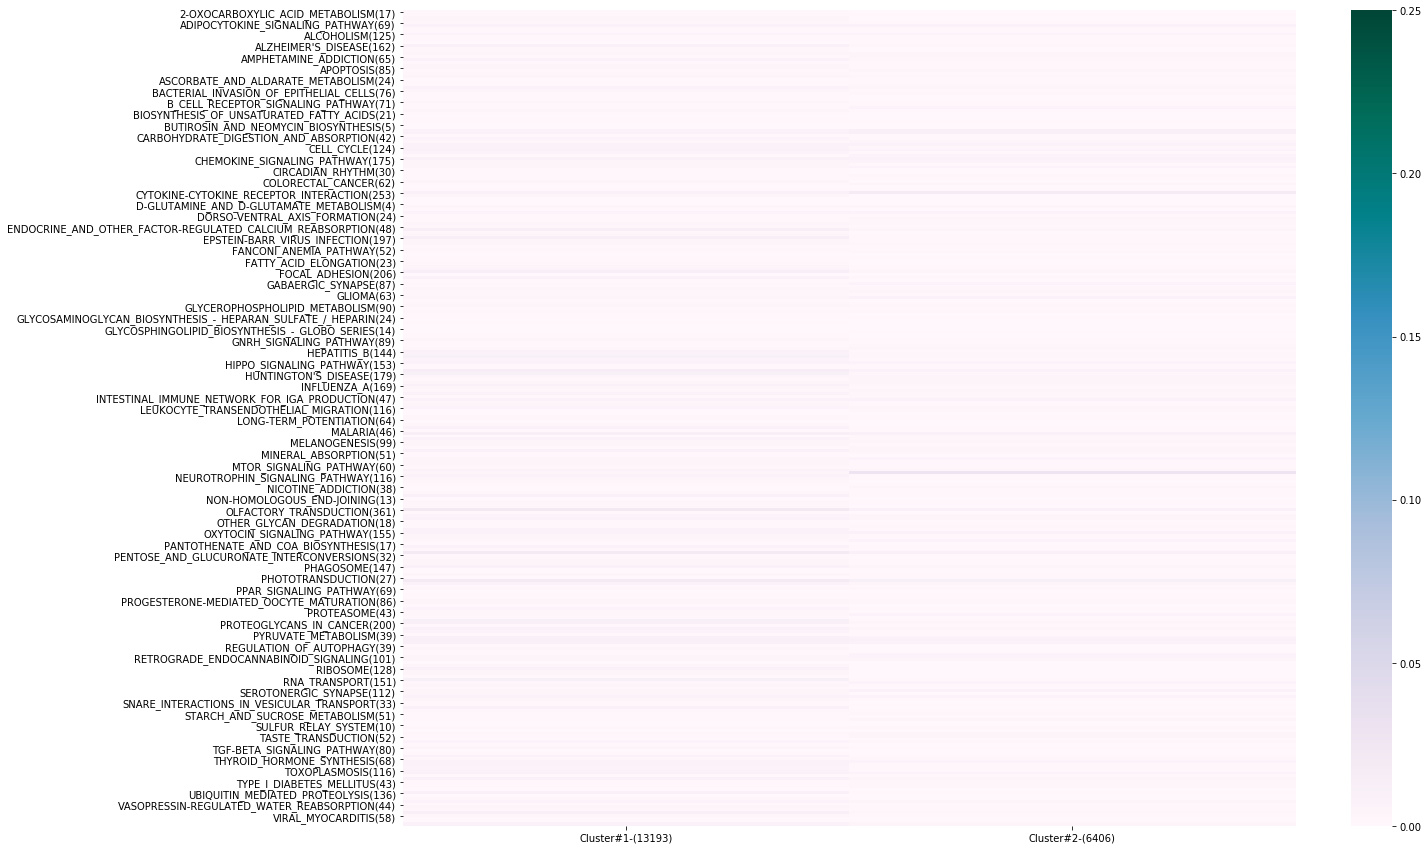 2-OXOCARBOXYLIC_ACID_METABOLISM(17)
ADIPOCYTOKINE_SIGNALING_PATHWAY(69)
ALCOHOLISM(125)
ALZHEIMER'S_DISEASE(162)
AMPHETAMINE_ADDICTION(65)
APOPTOSIS(85)
ASCORBATE_AND_ALDARATE_METABOLISM(24)
BACTERIAL_INVASION_OF_EPITHELIAL_CELLS(76)
B_CELL_RECEPTOR_SIGNALING_PATHWAY(71)
BIOSYNTHESIS_OF_UNSATURATED_FATTY_ACIDS(21)
BUTIROSIN_AND_NEOMYCIN_BIOSYNTHESIS(5)
CARBOHYDRATE_DIGESTION_AND_ABSORPTION(42)
CELL_CYCLE(124)
CHEMOKINE_SIGNALING_PATHWAY(175)
CIRCADIAN_RHYTHM(30)
COLORECTAL_CANCER(62)
CYTOKINE-CYTOKINE_RECEPTOR_INTERACTION(253)
D-GLUTAMINE_AND_D-GLUTAMATE_METABOLISM(4)
DORSO-VENTRAL_AXIS_FORMATION(24)
ENDOCRINE_AND_OTHER_FACTOR-REGULATED_CALCIUM_REABSORPTION(48)
EPSTEIN-BARR_VIRUS_INFECTION(197)
FANCONI_ANEMIA_PATHWAY(52)
FATTY_ACID_ELONGATION(23)
FOCAL_ADHESION(206)
GABAERGIC_SYNAPSE(87)
GLIOMA(63)
GLYCEROPHOSPHOLIPID_METABOLISM(90)
GLYCOSAMINOGLYCAN_BIOSYNTHESIS_-_HEPARAN_SULFATE_/_HEPARIN(24)
GLYCOSPHINGOLIPID_BIOSYNTHESIS_-_GLOBO_SERIES(14)
GNRH_SIGNALING_PATHWAY(89)
HEPATITIS_B(144)
HIPPO_SIGNALING_PATHWAY(153)
HUNTINGTON'S_DISEASE(179)
INFLUENZA_A(169)
INTESTINAL_IMMUNE_NETWORK_FOR_IGA_PRODUCTION(47)
LEUKOCYTE_TRANSENDOTHELIAL_MIGRATION(116)
LONG-TERM_POTENTIATION(64)
MALARIA(46)
MELANOGENESIS(99)
MINERAL_ABSORPTION(51)
MTOR_SIGNALING_PATHWAY(60)
NEUROTROPHIN_SIGNALING_PATHWAY(116)
NICOTINE_ADDICTION(38)
NON-HOMOLOGOUS_END-JOINING(13)
OLFACTORY_TRANSDUCTION(361)
OTHER_GLYCAN_DEGRADATION(18)
OXYTOCIN_SIGNALING_PATHWAY(155)
PANTOTHENATE_AND_COA_BIOSYNTHESIS(17)
PENTOSE_AND_GLUCURONATE_INTERCONVERSIONS(32)
PHAGOSOME(147)
PHOTOTRANSDUCTION(27)
PPAR_SIGNALING_PATHWAY(69)
PROGESTERONE-MEDIATED_OOCYTE_MATURATION(86)
PROTEASOME(43)
PROTEOGLYCANS_IN_CANCER(200)
PYRUVATE_METABOLISM(39)
REGULATION_OF_AUTOPHAGY(39)
RETROGRADE_ENDOCANNABINOID_SIGNALING(101)
RIBOSOME(128)
RNA_TRANSPORT(151)
SEROTONERGIC_SYNAPSE(112)
SNARE_INTERACTIONS_IN_VESICULAR_TRANSPORT(33)
STARCH_AND_SUCROSE_METABOLISM(51)
SULFUR_RELAY_SYSTEM(10)
TASTE_TRANSDUCTION(52)
TGF-BETA_SIGNALING_PATHWAY(80)
THYROID_HORMONE_SYNTHESIS(68)
TOXOPLASMOSIS(116)
TYPE_I_DIABETES_MELLITUS(43)
UBIQUITIN_MEDIATED_PROTEOLYSIS(136)
VASOPRESSIN-REGULATED_WATER_REABSORPTION(44)
VIRAL_MYOCARDITIS(58)
Cluster#1-(13193)
Cluster#2-(6406)
0.25
0.20
0.15
0.10
0.05
0.00